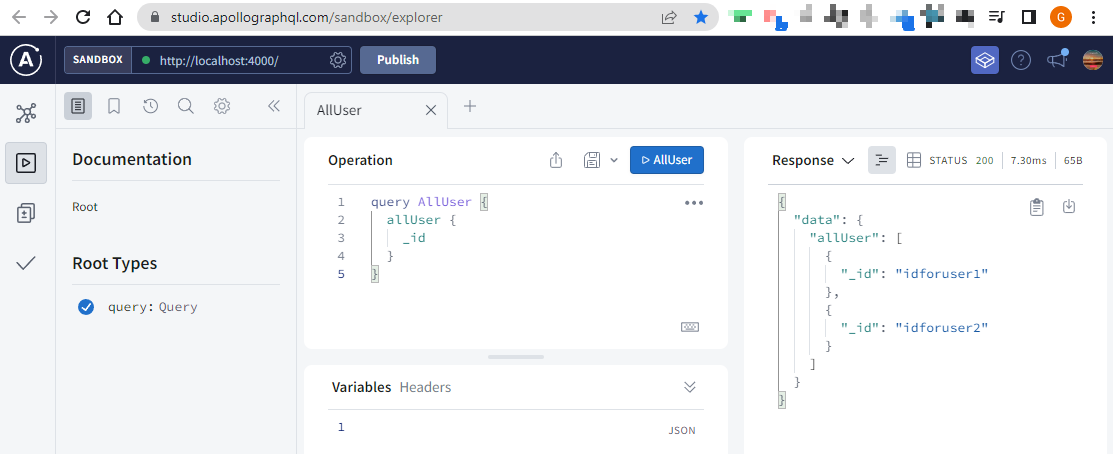 studio.apollographql.com/sandbox/explorer
G
A
SANDBOX
http://localhost:4000/
Publish
?
Documentation
Root
Root Types
query: Query
AllUser
Operation
AllUser
1 query AllUser {
2 allUser {
3 _id
4 }
5 }
Variables Headers
1
JSON
Response
STATUS 200 7.30ms 65B
{
"data": {
"allUser": [
{
"_id": "idforuser1"
},
{
"_id": "idforuser2"
}
]
}
}